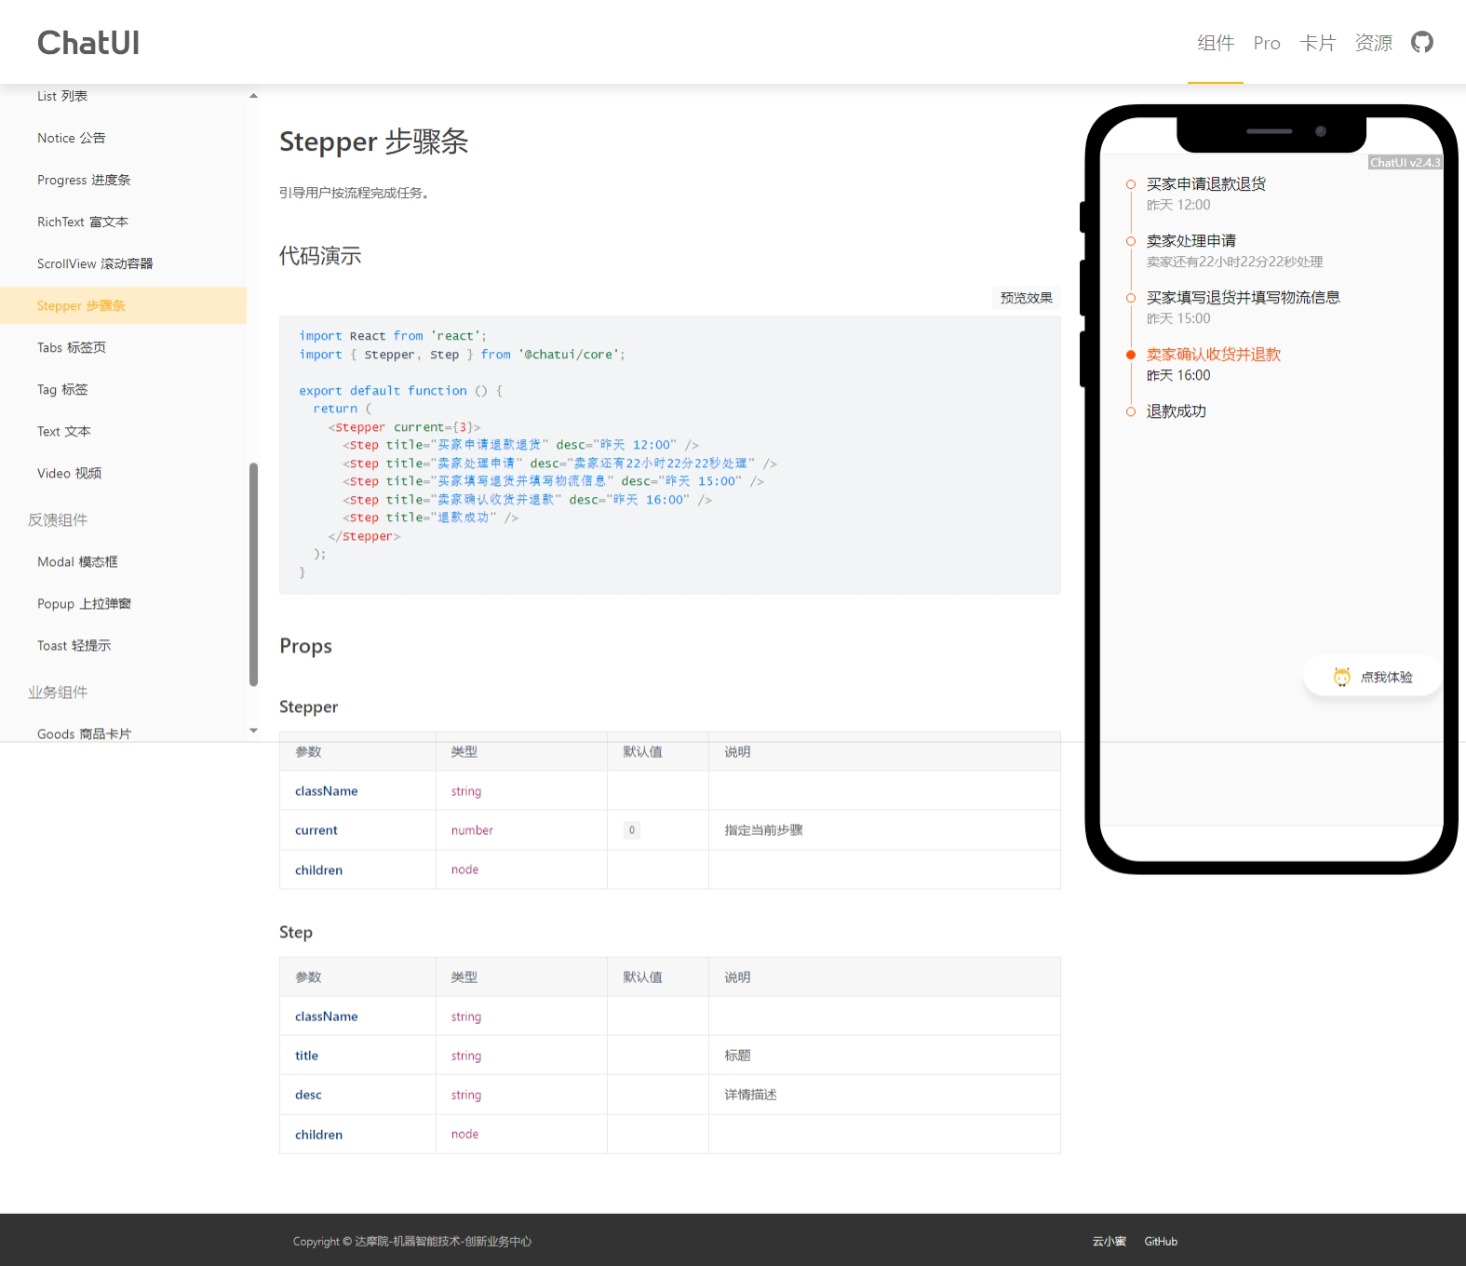 ChatUI
组件
Pro
卡片
资源
List 列表
Notice 公告
Progress 进度条
RichText 富文本
ScrollView 滚动容器
Stepper 步骤条
Tabs 标签页
Tag 标签
Text 文本
Video 视频
反馈组件
Modal 模态框
Popup 上拉弹窗
Toast 轻提示
业务组件
Goods 商品卡片
Stepper 步骤条
引导用户按流程完成任务。
代码演示
预览效果
import React from 'react';
import { Stepper, Step } from '@chatui/core';
export default function () {
return (
<Stepper current={3}>
<Step title="买家申请退款退货" desc="昨天 12:00" />
<Step title="卖家处理申请" desc="卖家还有22小时22分22秒处理" />
<Step title="买家填写退货并填写物流信息" desc="昨天 15:00" />
<Step title="卖家确认收货并退款" desc="昨天 16:00" />
<Step title="退款成功" />
</Stepper>
);
}
Props
Stepper
参数 类型 默认值 说明
className string
current number 0 指定当前步骤
children node
Step
参数 类型 默认值 说明
className string
title string 标题
desc string 详情描述
children node
ChatUI v2.4.3
买家申请退款退货
昨天 12:00
卖家处理申请
卖家还有22小时22分22秒处理
买家填写退货并填写物流信息
昨天 15:00
卖家确认收货并退款
昨天 16:00
退款成功
点我体验
Copyright © 达摩院-机器智能技术-创新业务中心
云小蜜
GitHub